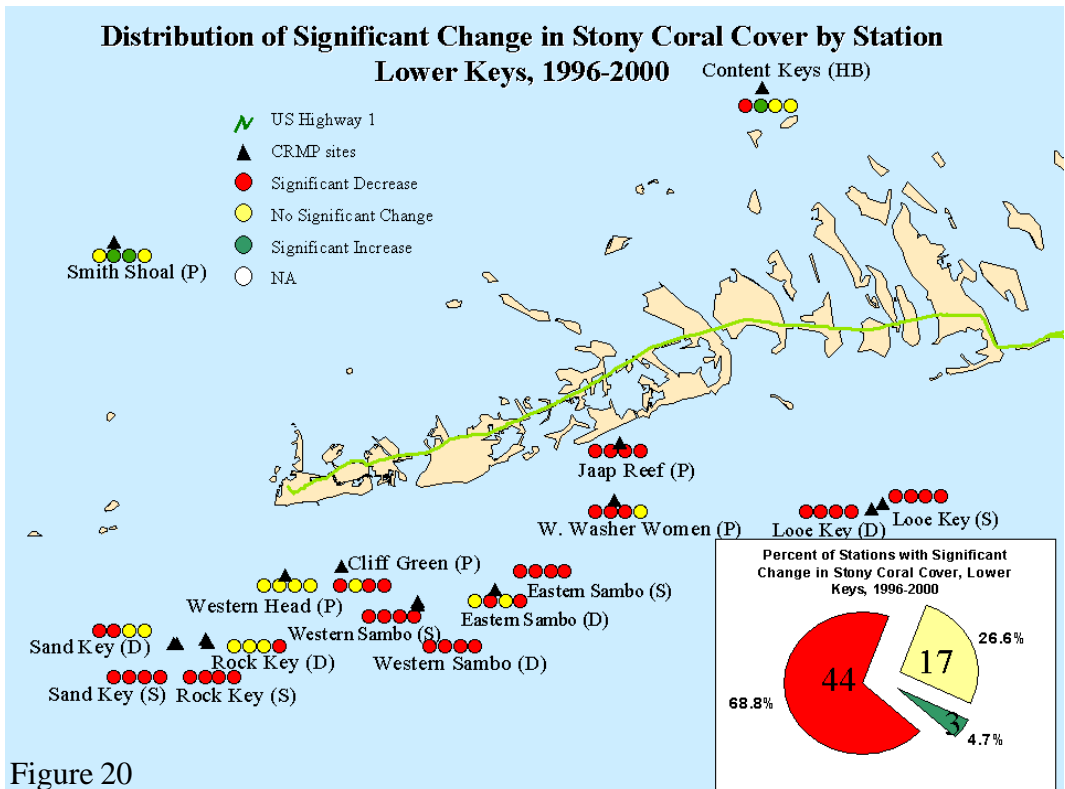 Distribution of Significant Change in Stony Coral Cover by Station
Lower Keys, 1996-2000
Content Keys (HB)
US Highway 1
CRMP sites
Significant Decrease
No Significant Change
Significant Increase
NA
Smith Shoal (P)
Jaap Reef (P)
W. Washer Women (P)
Looe Key (D)
Looe Key (S)
Cliff Green (P)
Western Head (P)
Eastern Sambo (S)
Eastern Sambo (D)
Western Sambo (S)
Western Sambo (D)
Sand Key (D)
Rock Key (D)
Sand Key (S)
Rock Key (S)
Percent of Stations with Significant
Change in Stony Coral Cover, Lower
Keys, 1996-2000
26.6%
17
44
68.8%
3
4.7%
Figure 20